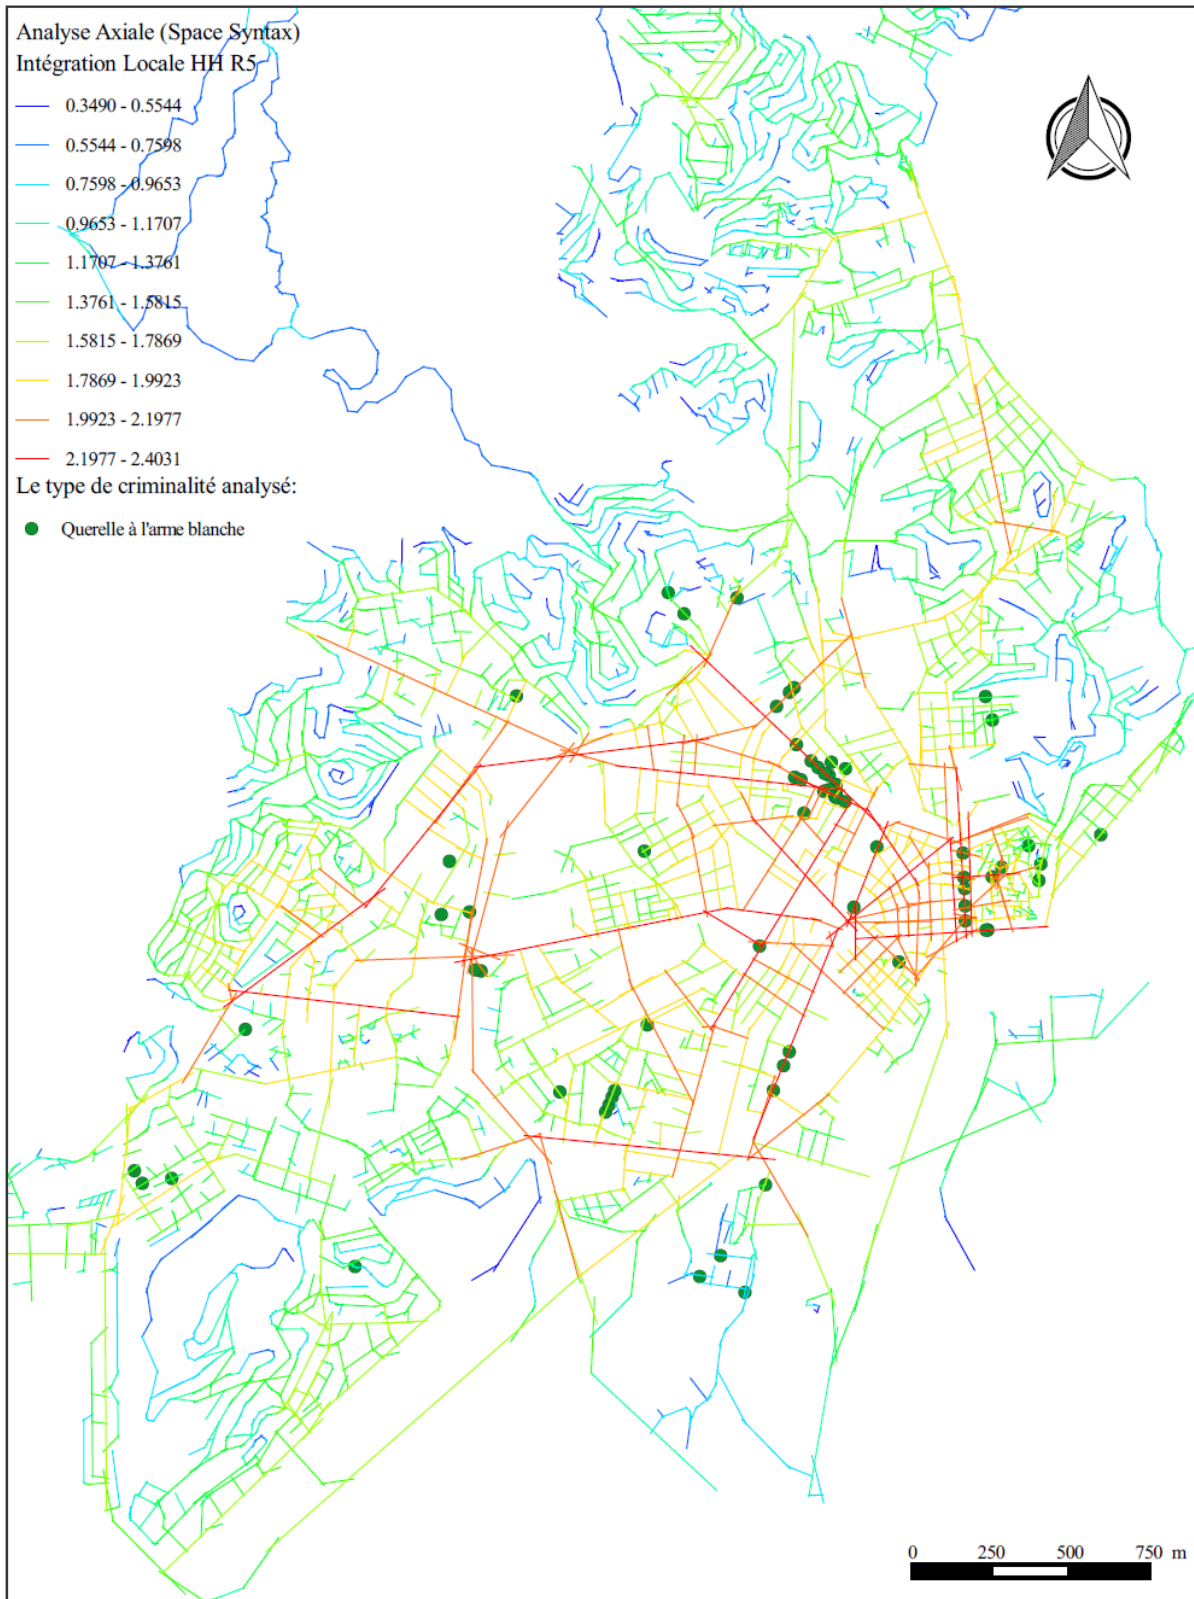 Analyse Axiale (Space Syntax)
Intégration Locale HH R5
0.3490 - 0.5544
0.5544 - 0.7598
0.7598 - 0.9653
0.9653 - 1.1707
1.1707 - 1.3761
1.3761 - 1.5815
1.5815 - 1.7869
1.7869 - 1.9923
1.9923 - 2.1977
2.1977 - 2.4031
Le type de criminalité analysé:
Querelle à l'arme blanche
0 250 500 750 m